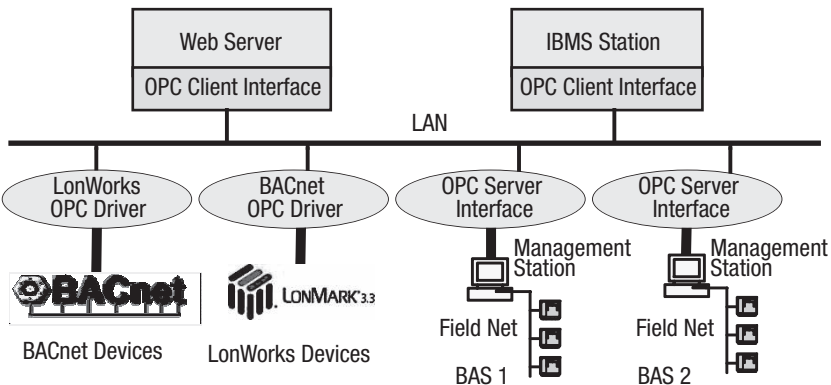 Web Server
OPC Client Interface
IBMS Station
OPC Client Interface
LAN
LonWorks
OPC Driver
BACnet
OPC Driver
OPC Server
Interface
OPC Server
Interface
BACnet
LONMARK®3.3
Management
Station
Management
Station
Field Net
Field Net
BACnet Devices
LonWorks Devices
BAS 1
BAS 2